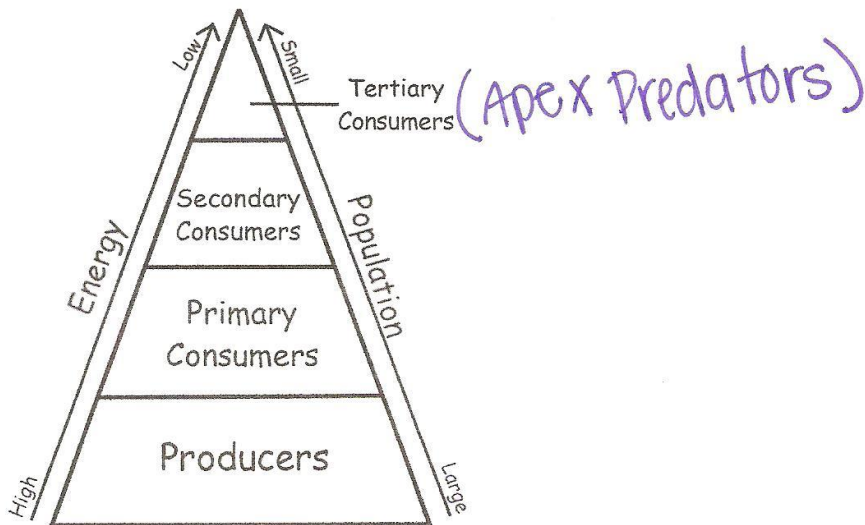 Low
Small
Tertiary
Consumers
(Apex Predators)
Secondary
Consumers
Energy
Population
Primary
Consumers
Producers
High
Large